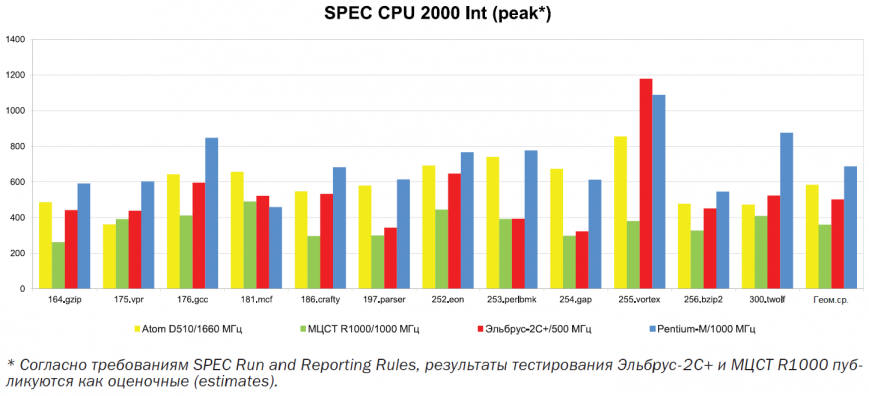 SPEC CPU 2000 Int (peak*)
1400
1200
1000
800
600
400
200
0
164.gzip 175.vpr 176.gcc 181.mcf 186.crafty 197.parser 252.eon 253.perlbmk 254.gap 255.vortex 256.bzip2 300.twolf Геом.ср.
Atom D510/1660 МГц МЦСТ R1000/1000 МГц Эльбрус-2С+/500 МГц Pentium-M/1000 МГц
* Согласно требованиям SPEC Run and Reporting Rules, результаты тестирования Эльбрус-2С+ и МЦСТ R1000 пуб-
ликуются как оценочные (estimates).